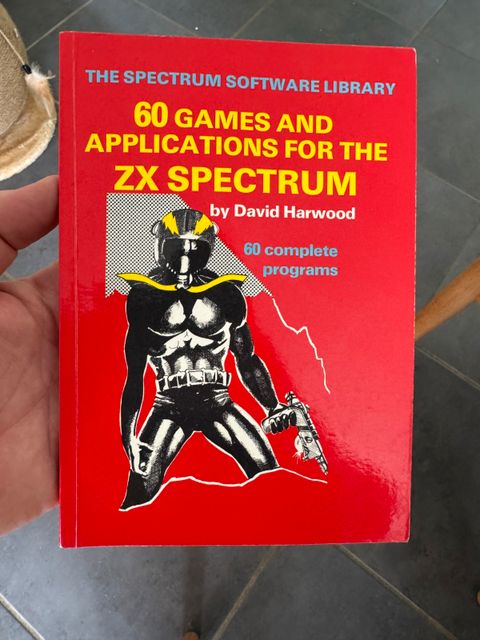 THE SPECTRUM SOFTWARE LIBRARY
60 GAMES AND
APPLICATIONS FOR THE
ZX SPECTRUM
by David Harwood
60 complete
programs